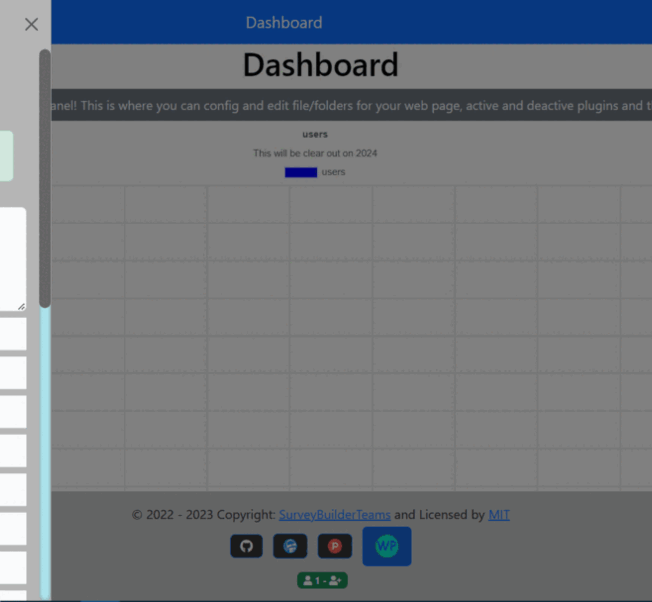 Dashboard
Dashboard
anel! This is where you can config and edit file/folders for your web page, active and deactive plugins and t
users
This will be clear out on 2024
users
© 2022 - 2023 Copyright: SurveyBuilderTeams and Licensed by MIT
WP
1 -